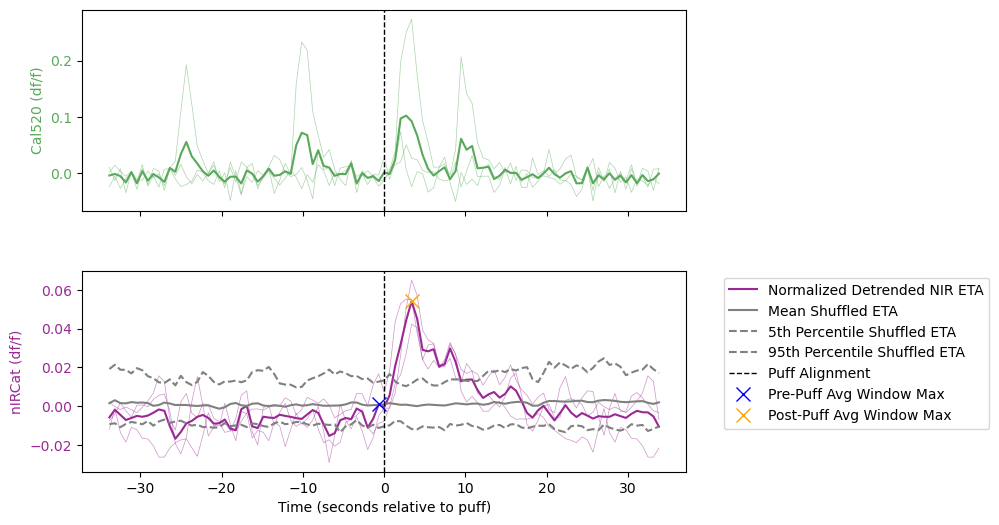 Cal520 (df/f)
0.2
0.1
0.0
nIRCat (df/f)
0.06
0.04
0.02
0.00
−0.02
−30
−20
−10
0
10
20
30
Time (seconds relative to puff)
Normalized Detrended NIR ETA
Mean Shuffled ETA
5th Percentile Shuffled ETA
95th Percentile Shuffled ETA
Puff Alignment
Pre-Puff Avg Window Max
Post-Puff Avg Window Max